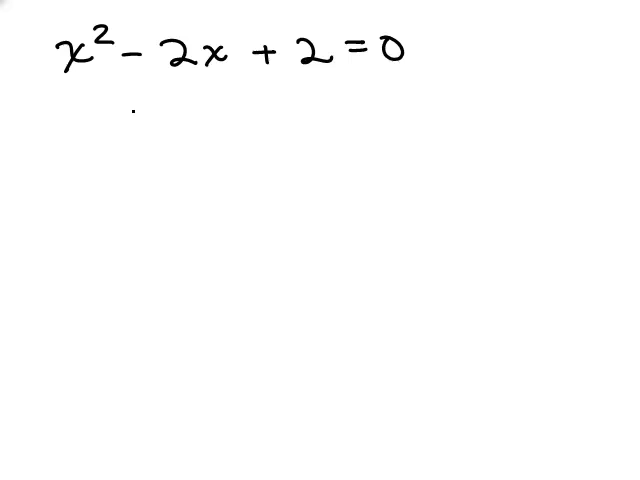 x² - 2x + 2 = 0